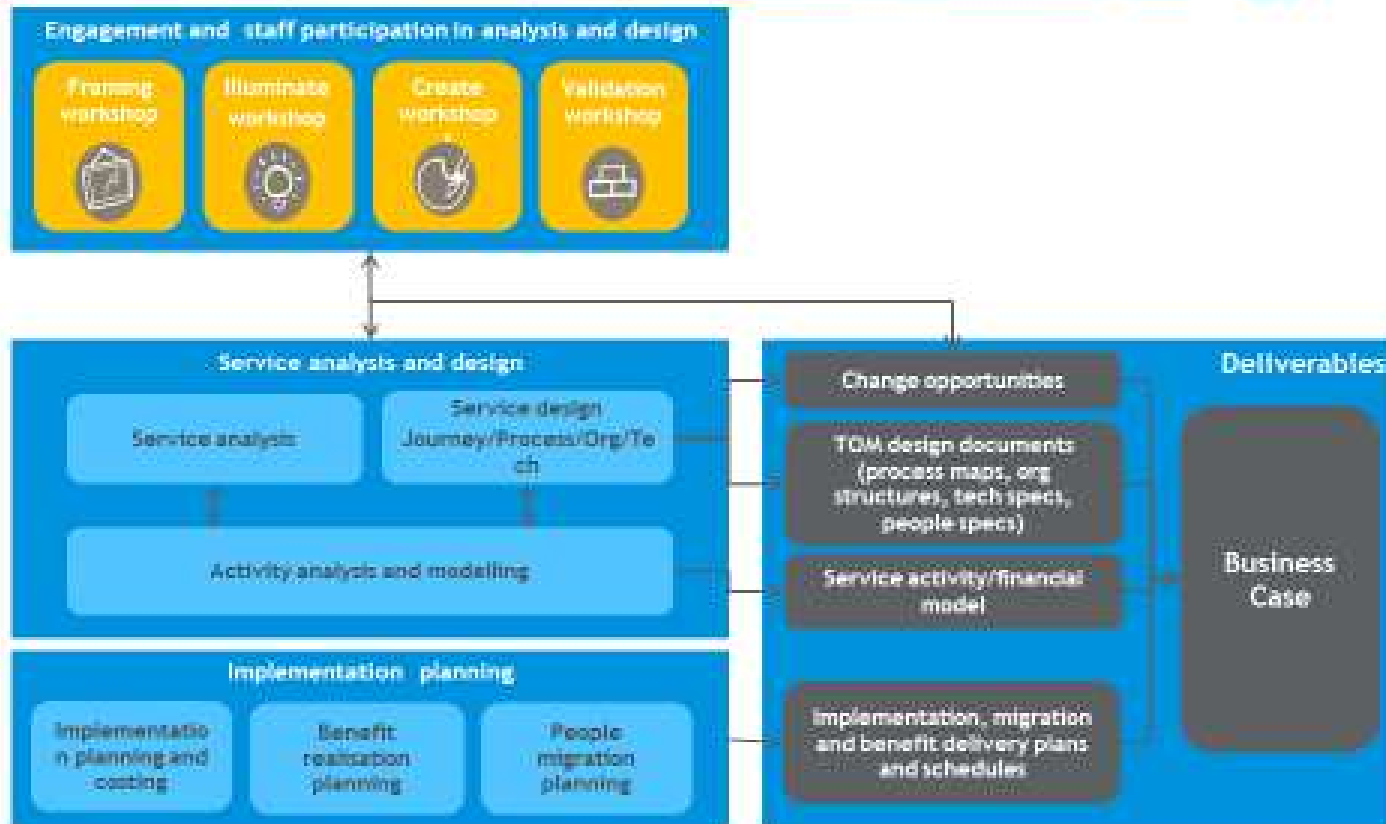 Engagement and staff participation in analysis and design
Framing
workshop
Illuminate
workshop
Create
workshop
Validation
workshop
Service analysis and design
Service analysis
Service design
Journey/Process/Org/Te
ch
Activity analysis and modelling
Implementation planning
Implementatio
n planning and
costing
Benefit
realisation
planning
People
migration
planning
Deliverables
Change opportunities
TOM design documents
(process maps, org
structures, tech specs,
people specs)
Service activity/financial
model
Implementation, migration
and benefit delivery plans
and schedules
Business
Case